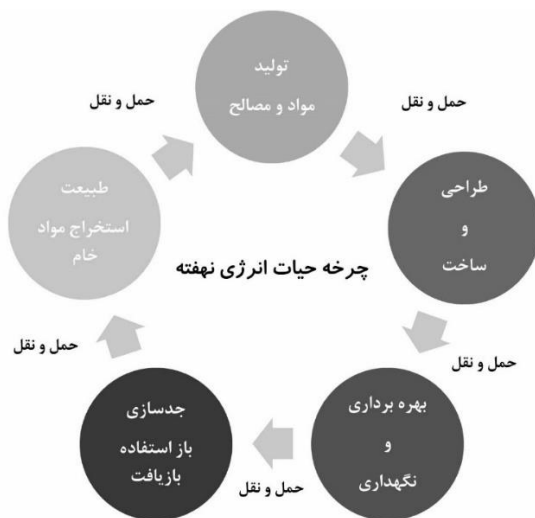 تولید
مواد و مصالح
حمل و نقل
حمل و نقل
طراحی
و
ساخت
طبیعت
استخراج مواد
خام
چرخه حیات انرژی نهفته
حمل و نقل
حمل و نقل
بهره برداری
و
نگهداری
جدسازی
باز استفاده
بازیافت
حمل و نقل